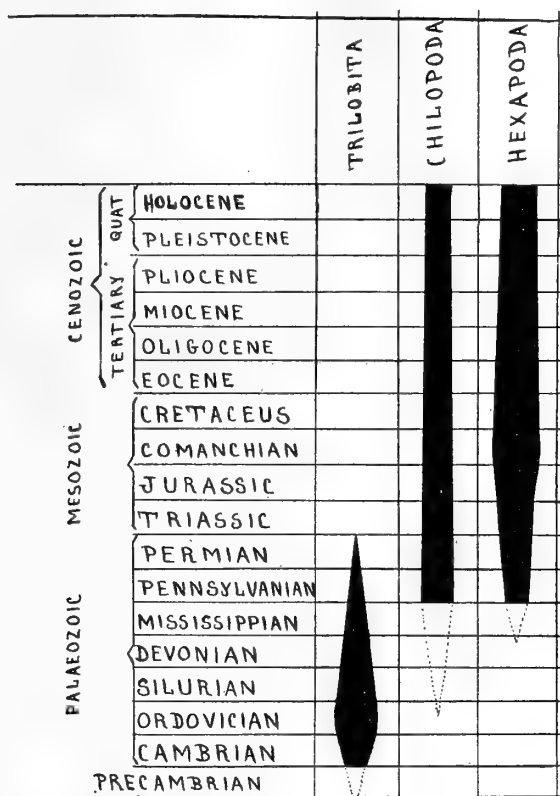 TRILOBITA
CHILOPODA
HEXAPODA
CENOZOIC
QUAT.
HOLOCENE
PLEISTOCENE
TERTIARY
PLIOCENE
MIOCENE
OLIGOCENE
EOCENE
MESOZOIC
CRETACEUS
COMANCHIAN
JURASSIC
TRIASSIC
PALAEOZOIC
PERMIAN
PENNSYLVANIAN
MISSISSIPPIAN
DEVONIAN
SILURIAN
ORDOVICIAN
CAMBRIAN
PRECAMBRIAN